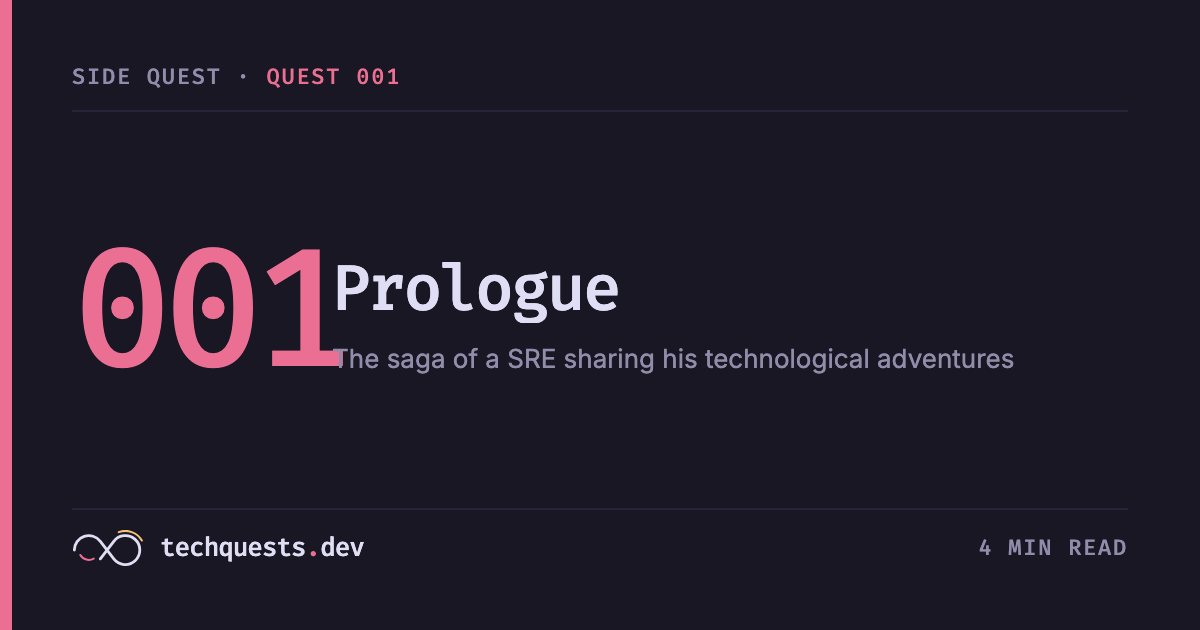 SIDE QUEST · QUEST 001
001
Prologue
The saga of a SRE sharing his technological adventures
techquests.dev
4 MIN READ